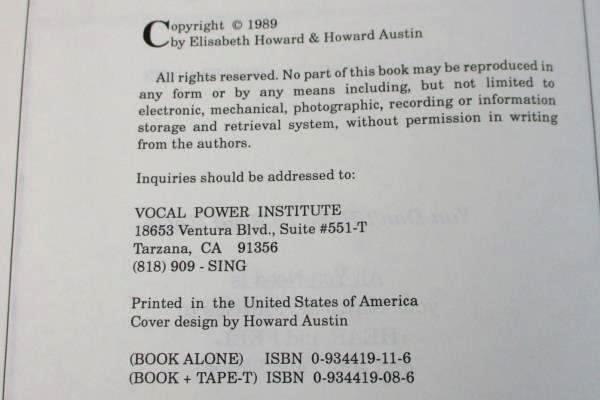 Copyright © 1989
by Elisabeth Howard & Howard Austin
All rights reserved. No part of this book may be reproduced in
any form or by any means including, but not limited to
electronic, mechanical, photographic, recording or information
storage and retrieval system, without permission in writing
from the authors.
Inquiries should be addressed to:
VOCAL POWER INSTITUTE
18653 Ventura Blvd., Suite #551-T
Tarzana, CA 91356
(818) 909 - SING
Printed in the United States of America
Cover design by Howard Austin
(BOOK ALONE) ISBN 0-934419-11-6
(BOOK + TAPE-T) ISBN 0-934419-08-6